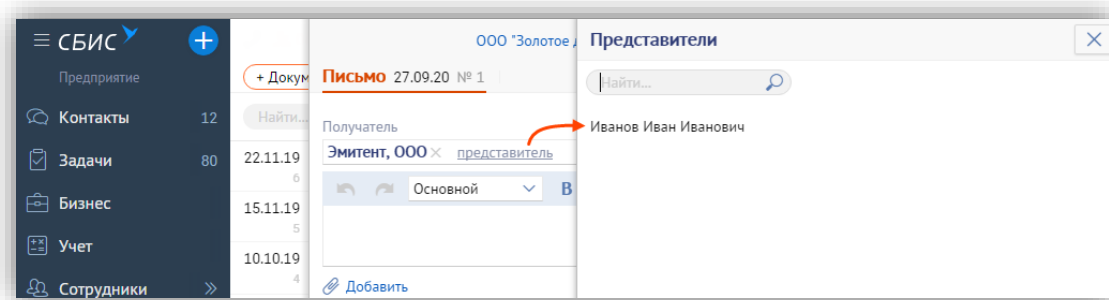 СБИС
Предприятие
Контакты 12
Задачи 80
Бизнес
Учет
Сотрудники
+ Докум
Найти...
22.11.19
6
15.11.19
5
10.10.19
4
ООО "Золотое д
Письмо 27.09.20 № 1
Получатель
Эмитент, ООО × представитель
Основной
B
Добавить
Представители
Найти...
Иванов Иван Иванович